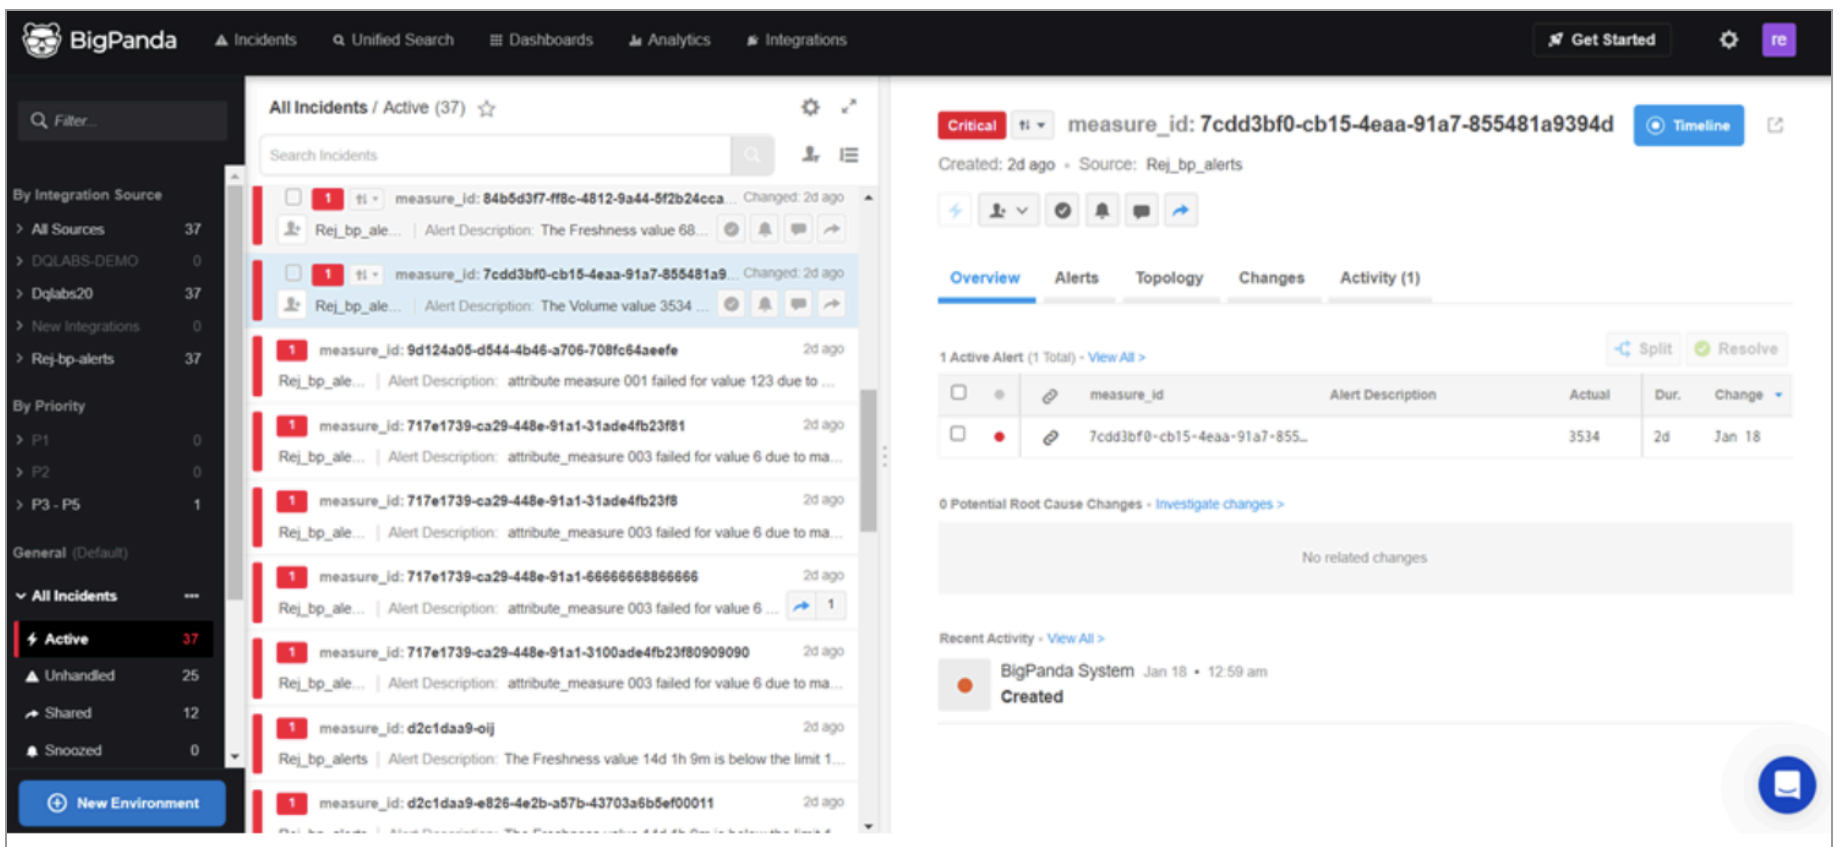 BigPanda
Incidents
Unified Search
Dashboards
Analytics
Integrations
Get Started
re
Filter...
By Integration Source
All Sources 37
DQLABS-DEMO 0
Dqlabs20 37
New Integrations 0
Rej-bp-alerts 37
By Priority
P1 0
P2 0
P3 - P5 1
General (Default)
All Incidents
Active 37
Unhandled 25
Shared 12
Snoozed 0
New Environment
All Incidents / Active (37)
Search Incidents
1 measure_id: 84b5d3f7-ff8c-4812-9a44-5f2b24cca... Changed: 2d ago
Rej_bp_ale... | Alert Description: The Freshness value 68...
1 measure_id: 7cdd3bf0-cb15-4eaa-91a7-855481a9... Changed: 2d ago
Rej_bp_ale... | Alert Description: The Volume value 3534 ...
1 measure_id: 9d124a05-d544-4b46-a706-708fc64aeefe 2d ago
Rej_bp_ale... | Alert Description: attribute measure 001 failed for value 123 due to ...
1 measure_id: 717e1739-ca29-448e-91a1-31ade4fb23f81 2d ago
Rej_bp_ale... | Alert Description: attribute_measure 003 failed for value 6 due to ma...
1 measure_id: 717e1739-ca29-448e-91a1-31ade4fb23f8 2d ago
Rej_bp_ale... | Alert Description: attribute_measure 003 failed for value 6 due to ma...
1 measure_id: 717e1739-ca29-448e-91a1-66666668866666 2d ago
Rej_bp_ale... | Alert Description: attribute_measure 003 failed for value 6 ... 1
1 measure_id: 717e1739-ca29-448e-91a1-3100ade4fb23f80909090 2d ago
Rej_bp_ale... | Alert Description: attribute_measure 003 failed for value 6 due to ma...
1 measure_id: d2c1daa9-oij 2d ago
Rej_bp_alerts | Alert Description: The Freshness value 14d 1h 9m is below the limit 1...
1 measure_id: d2c1daa9-e826-4e2b-a57b-43703a6b5ef00011 2d ago
Critical
measure_id: 7cdd3bf0-cb15-4eaa-91a7-855481a9394d
Timeline
Created: 2d ago • Source: Rej_bp_alerts
Overview
Alerts
Topology
Changes
Activity (1)
1 Active Alert (1 Total) - View All >
Split
Resolve
measure_id Alert Description Actual Dur. Change
7cdd3bf0-cb15-4eaa-91a7-855... 3534 2d Jan 18
0 Potential Root Cause Changes - Investigate changes >
No related changes
Recent Activity - View All >
BigPanda System Jan 18 • 12:59 am
Created